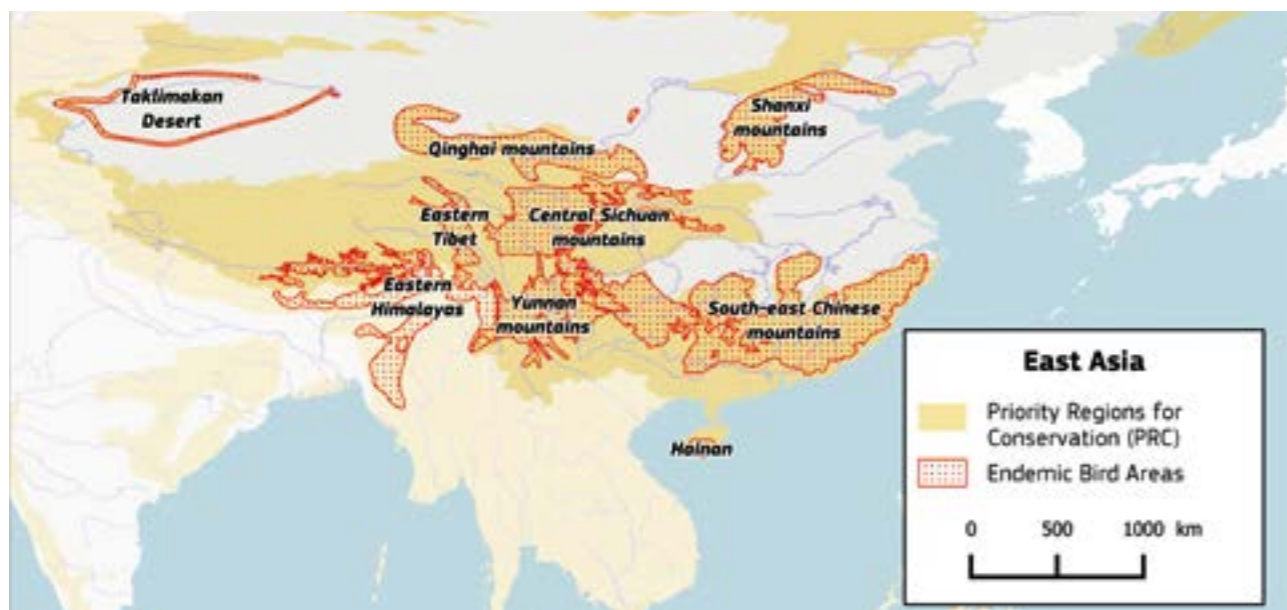 Taklimakan
Desert
Shanxi
mountains
Qinghai mountains
Eastern
Tibet
Central Sichuan
mountains
Eastern
Himalayas
Yunnan
mountains
South-east Chinese
mountains
Hainan
East Asia
Priority Regions for
Conservation (PRC)
Endemic Bird Areas
0 500 1000 km